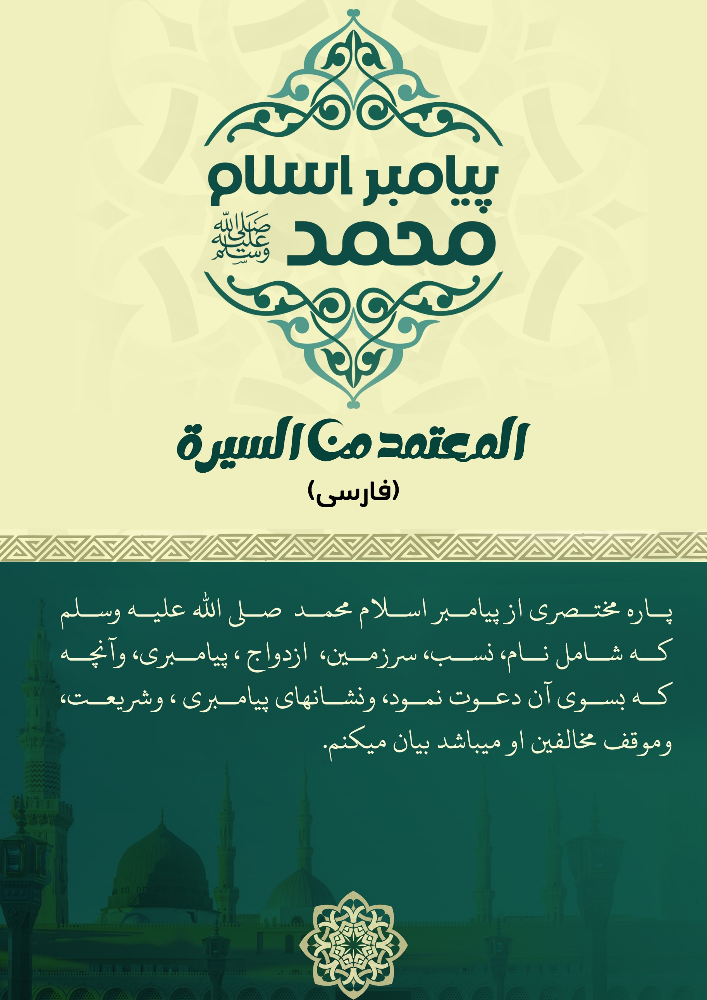 پیامبر اسلام
محمد صلى الله عليه وسلم
المعتمد من السيرة
(فارسی)
پاره مختصری از پیامبر اسلام محمد صلی الله علیه وسلم
که شامل نام، نسب، سرزمین، ازدواج ، پیامبری، وآنچه
که بسوی آن دعوت نمود، ونشانهای پیامبری ، وشریعت،
وموقف مخالفین او میباشد بیان میکنم.